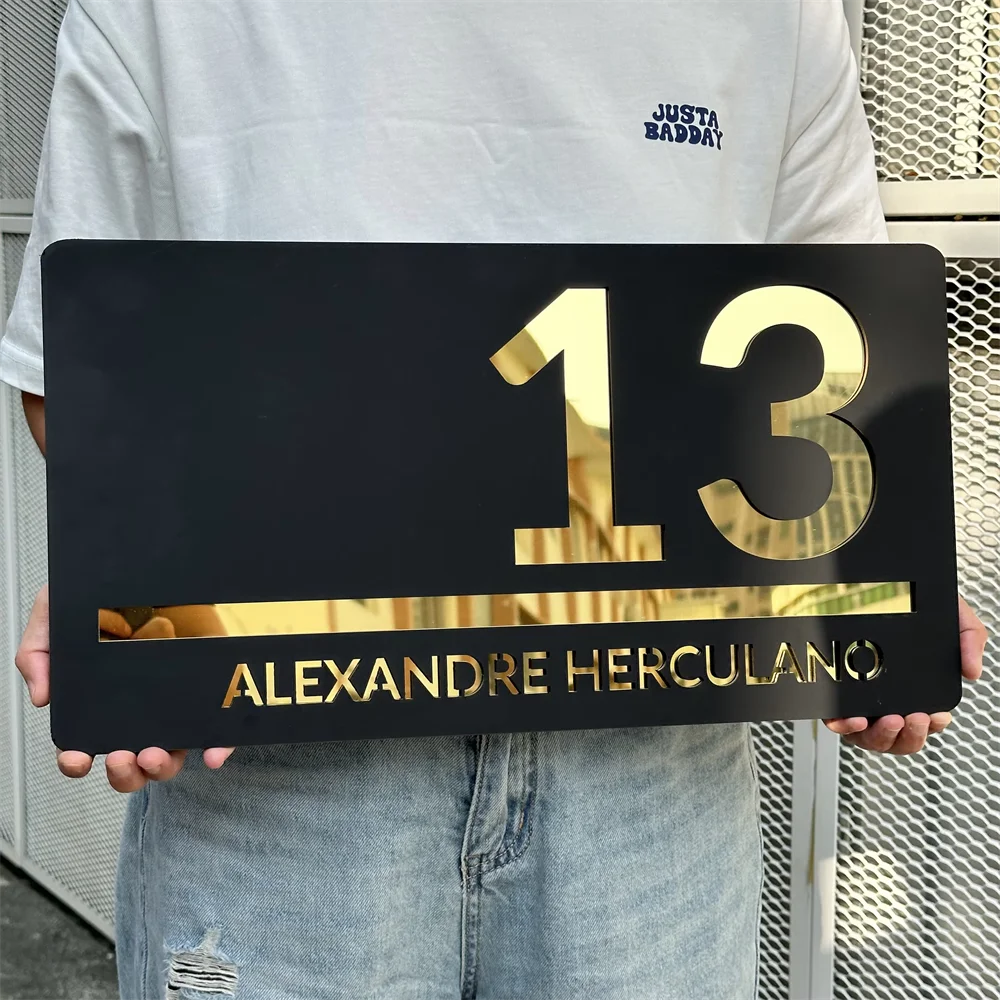 JUSTA
BADDAY
13
ALEXANDRE HERCULANO